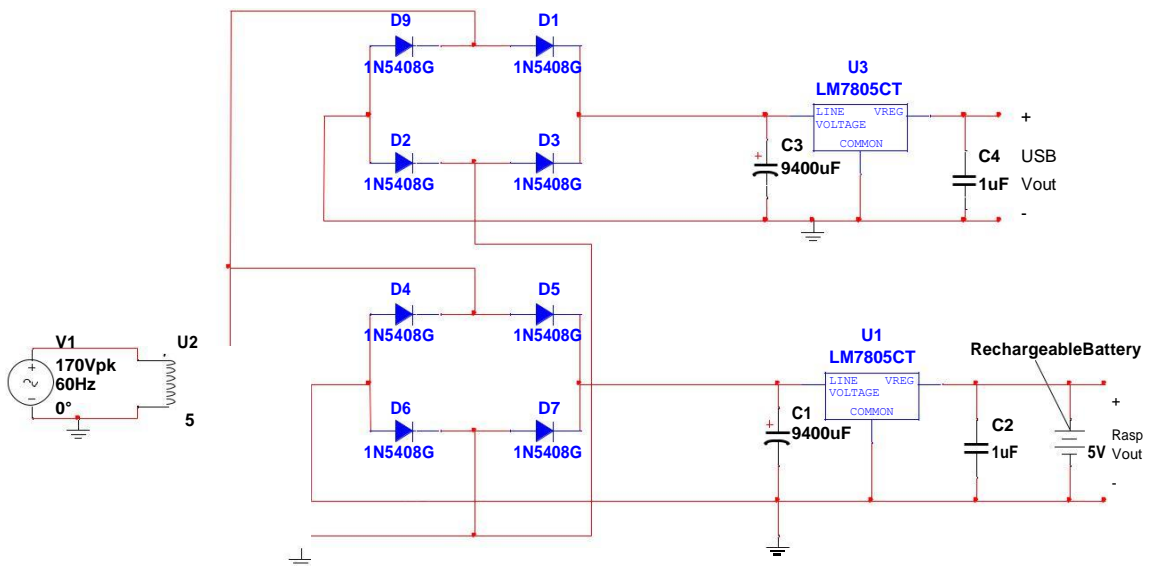 D9
1N5408G
D1
1N5408G
D2
1N5408G
D3
1N5408G
U3
LM7805CT
LINE VREG
VOLTAGE
COMMON
+
C3
9400uF
C4
1uF
+
USB
Vout
-
D4
1N5408G
D5
1N5408G
D6
1N5408G
D7
1N5408G
V1
170Vpk
60Hz
0°
U2
5
U1
LM7805CT
LINE VREG
VOLTAGE
COMMON
RechargeableBattery
+
C1
9400uF
C2
1uF
5V
+
Rasp
Vout
-